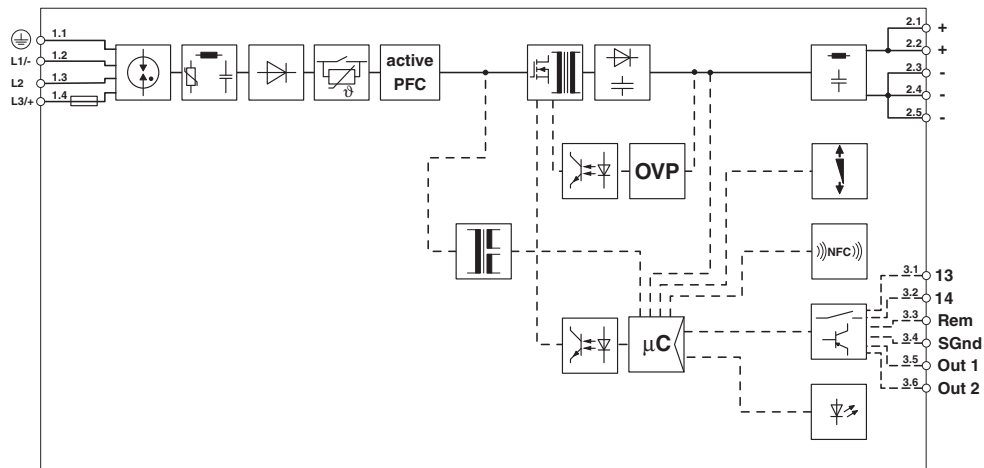 1.1
L1/- 1.2
L2 1.3
L3/+ 1.4
ϑ
active
PFC
2.1 +
2.2 +
2.3 -
2.4 -
2.5 -
OVP
)))NFC)))
µC
3.1 13
3.2 14
3.3 Rem
3.4 SGnd
3.5 Out 1
3.6 Out 2